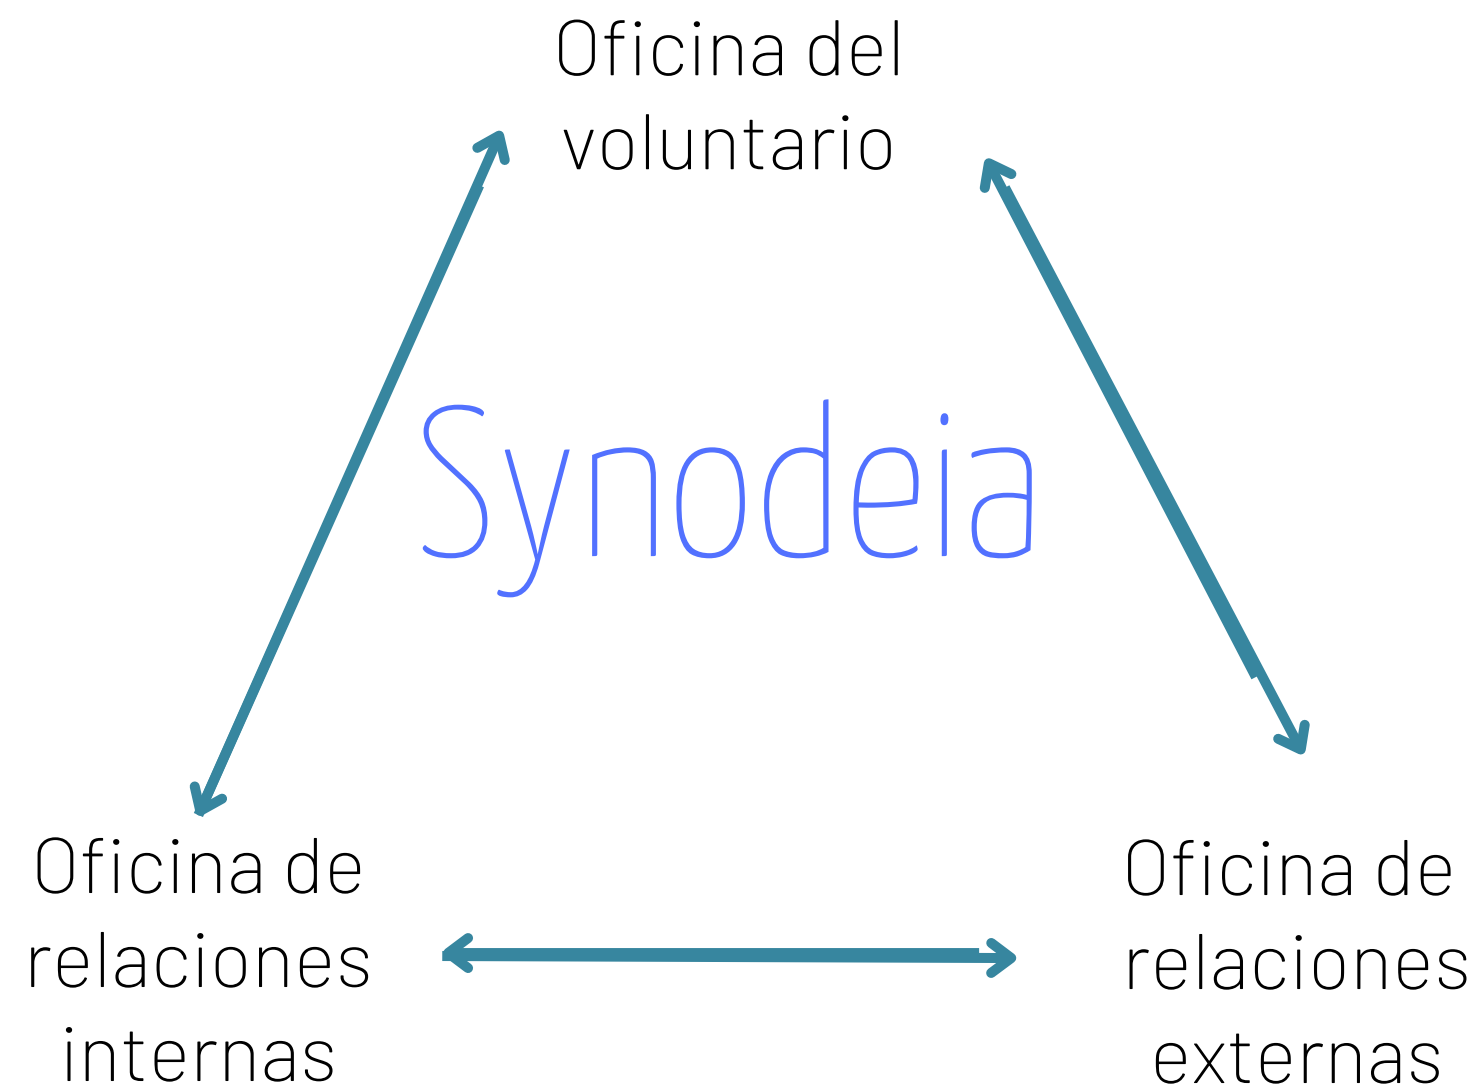 Oficina del
voluntario
Synodeia
Oficina de
relaciones
internas
Oficina de
relaciones
externas